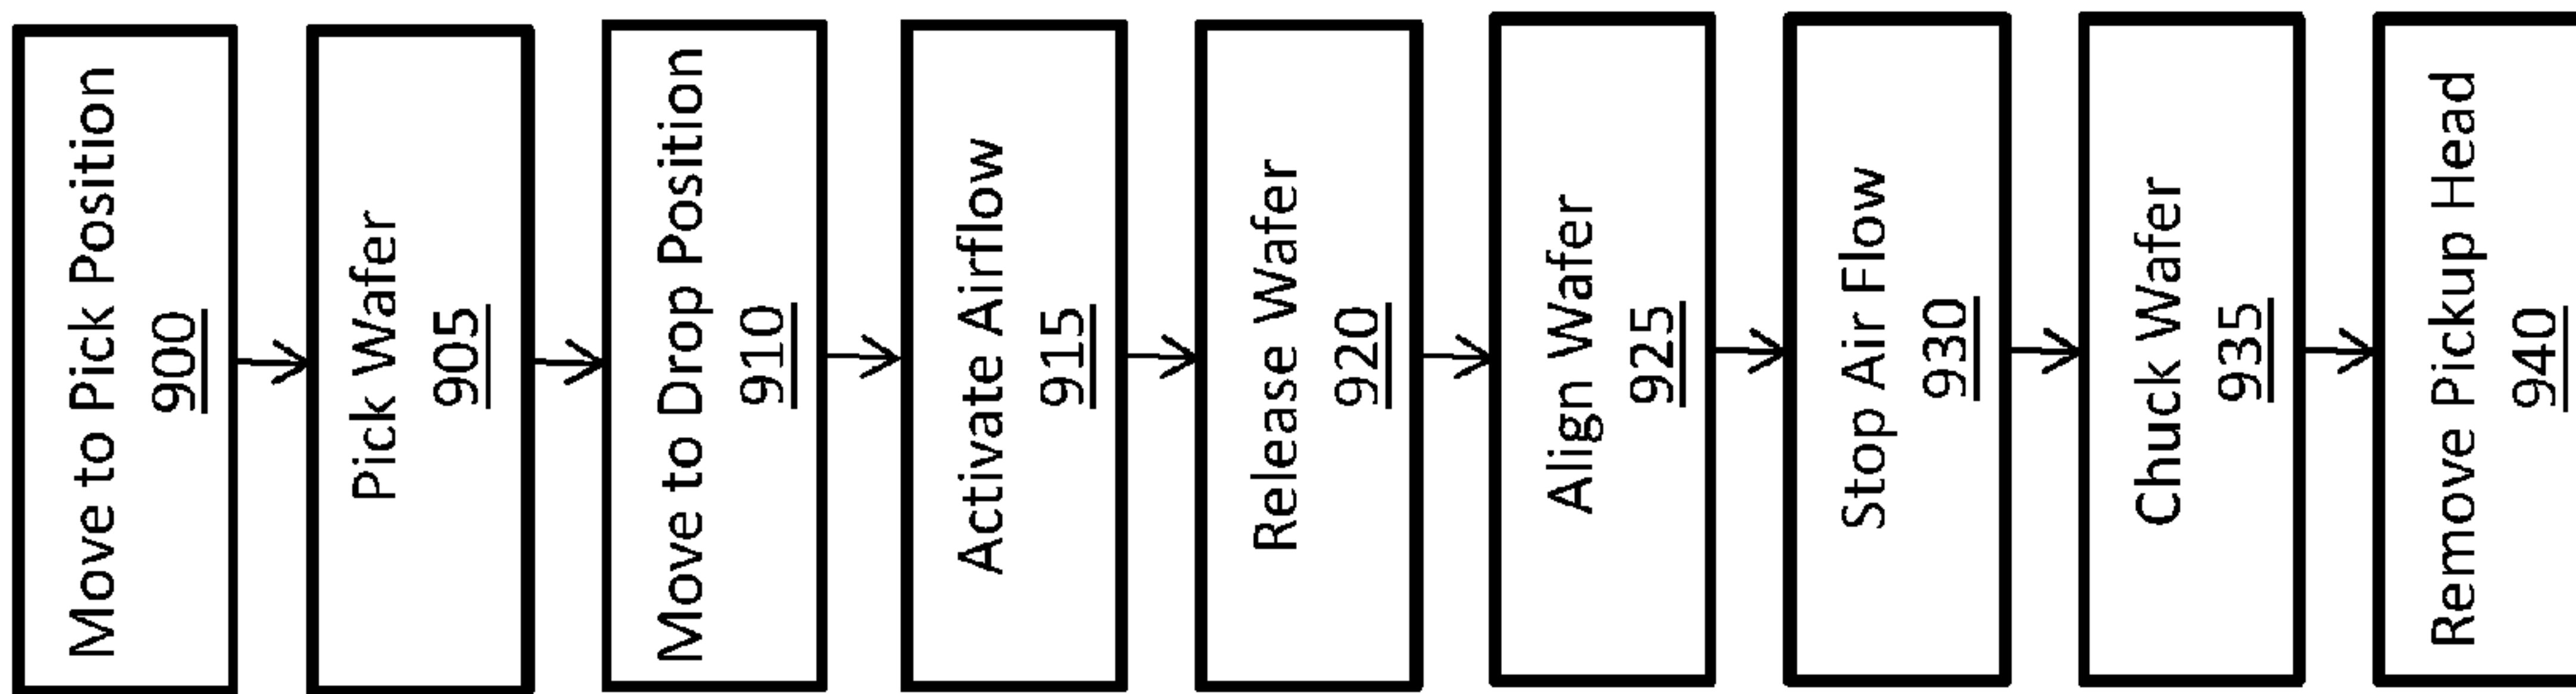 Move to Pick Position
900
Pick Wafer
905
Move to Drop Position
910
Activate Airflow
915
Release Wafer
920
Align Wafer
925
Stop Air Flow
930
Chuck Wafer
935
Remove Pickup Head
940